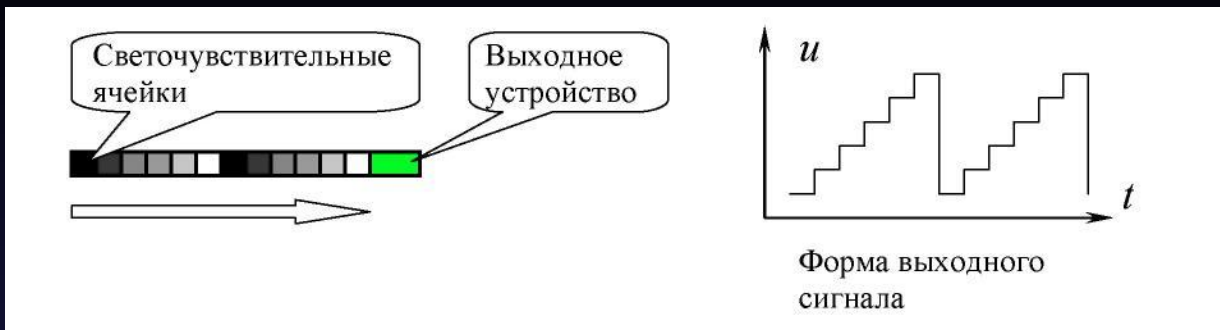 Светочувствительные
ячейки
Выходное
устройство
u
t
Форма выходного
сигнала